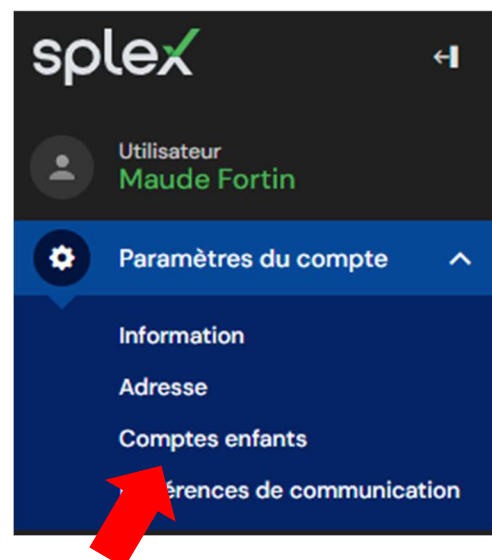 splex
Utilisateur
Maude Fortin
Paramètres du compte
Information
Adresse
Comptes enfants
de communication